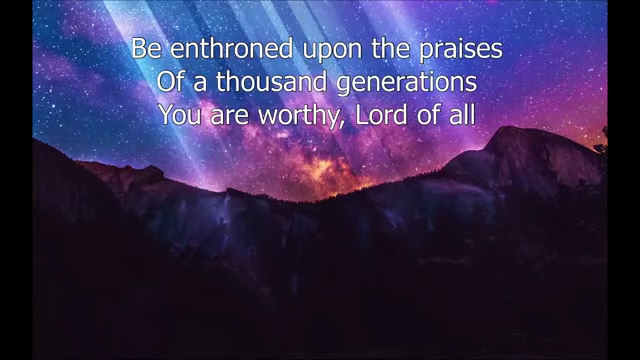 Be enthroned upon the praises
Of a thousand generations
You are worthy, Lord of all